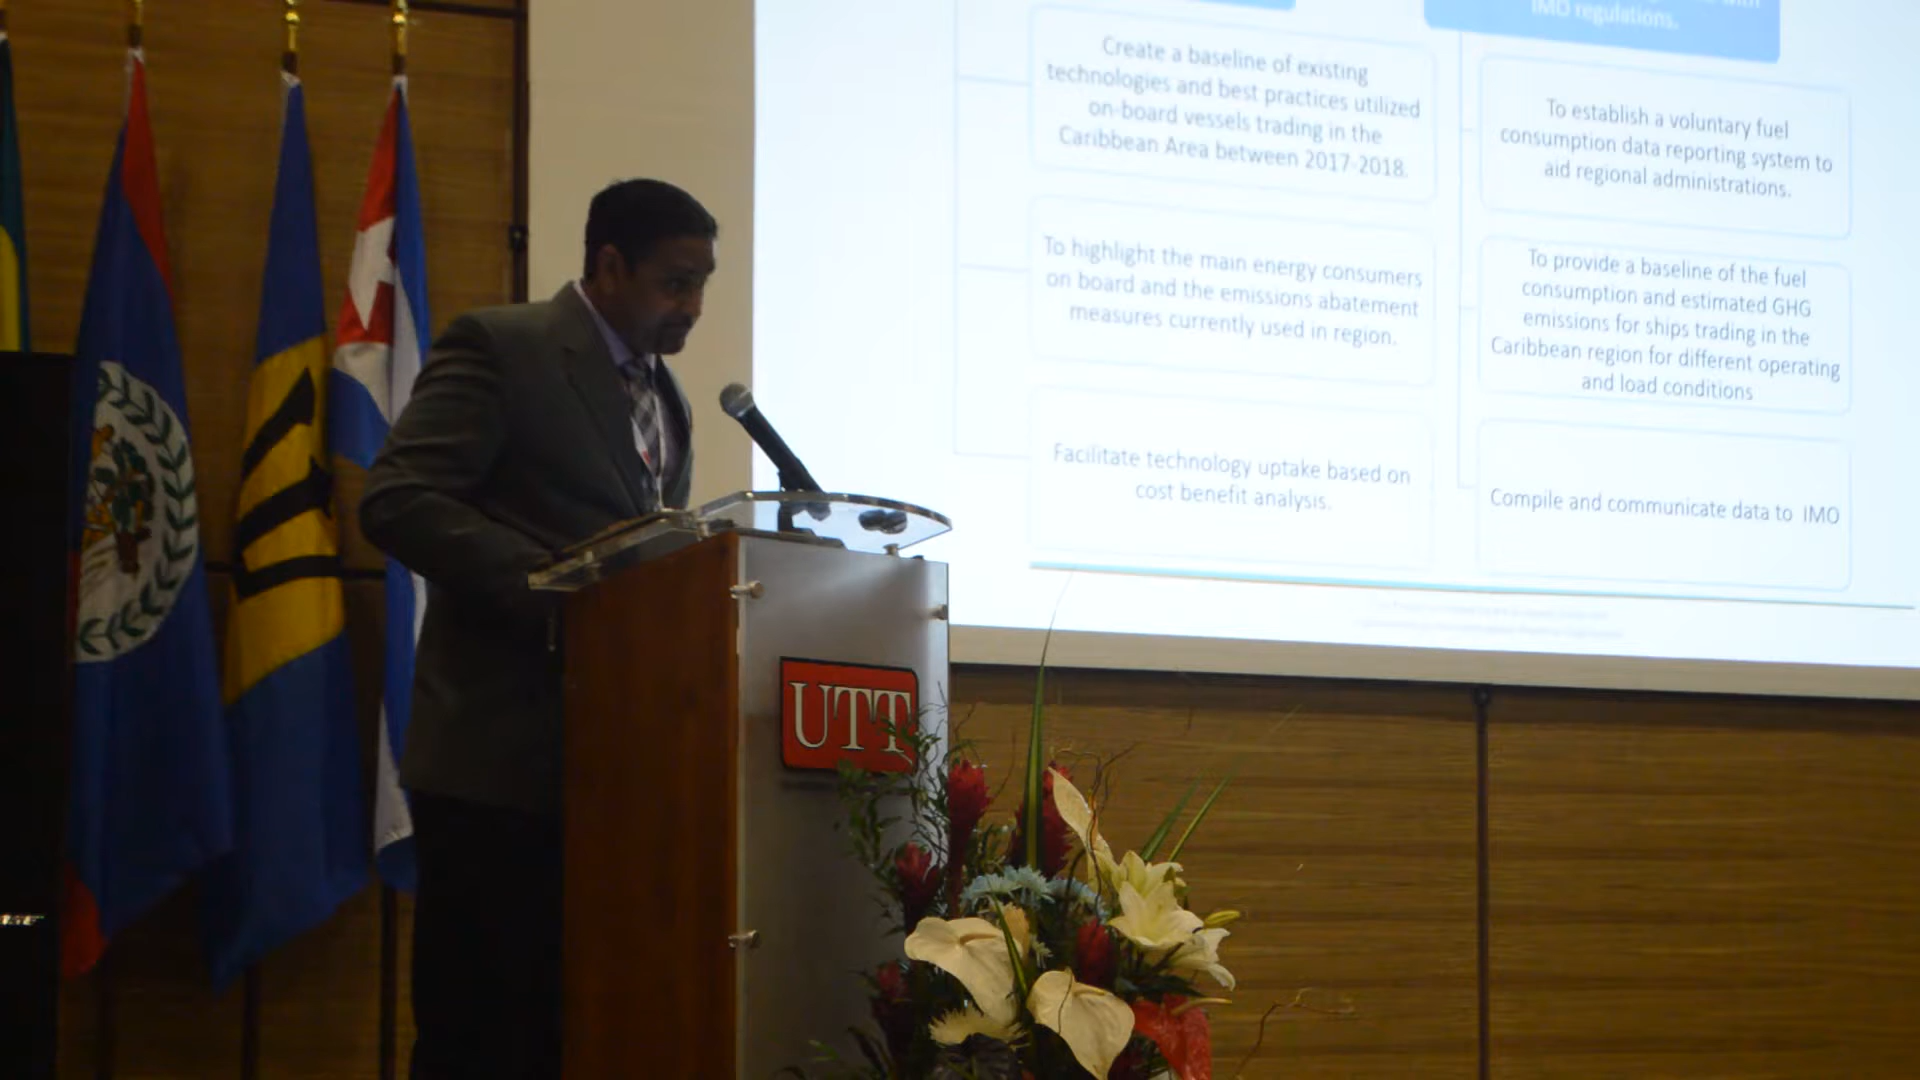 IMO regulations.
Create a baseline of existing
technologies and best practices utilized
on-board vessels trading in the
Caribbean Area between 2017-2018.
To highlight the main energy consumers
on board and the emissions abatement
measures currently used in region.
Facilitate technology uptake based on
cost benefit analysis.
To establish a voluntary fuel
consumption data reporting system to
aid regional administrations.
To provide a baseline of the fuel
consumption and estimated GHG
emissions for ships trading in the
Caribbean region for different operating
and load conditions
Compile and communicate data to IMO
UTT